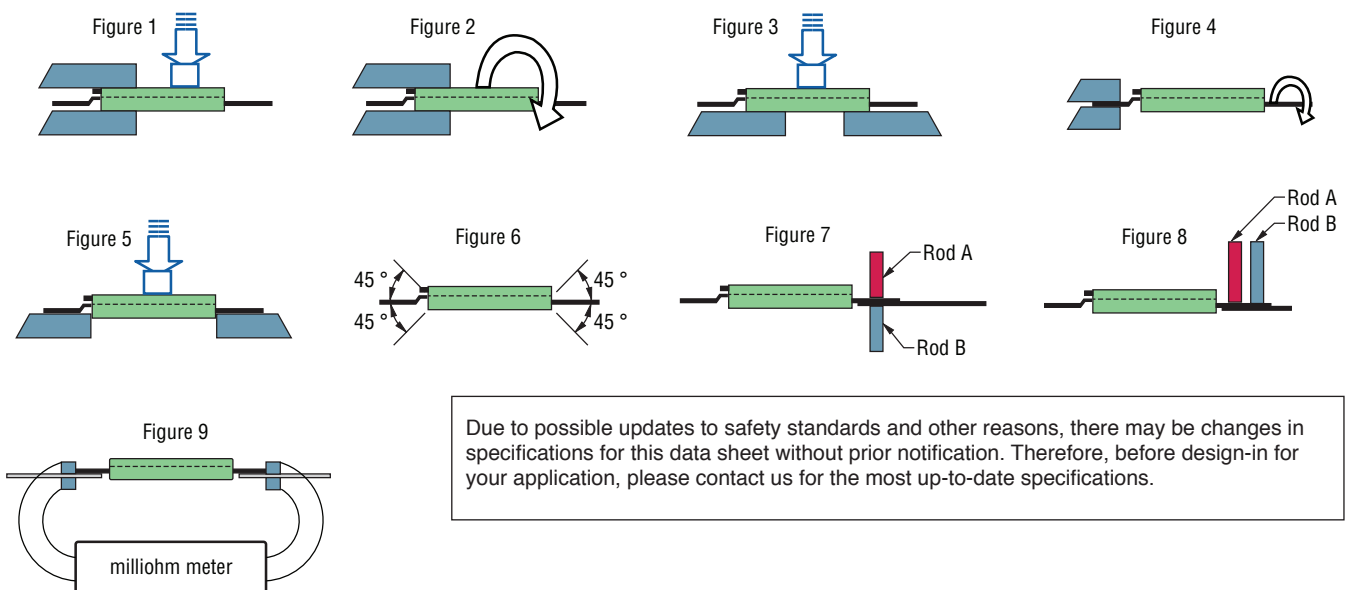 Figure 1
Figure 2
Figure 3
Figure 4
Figure 5
Figure 6
45 °
45 °
45 °
45 °
Figure 7
Rod A
Rod B
Figure 8
Rod A
Rod B
Figure 9
milliohm meter
Due to possible updates to safety standards and other reasons, there may be changes in
specifications for this data sheet without prior notification. Therefore, before design-in for
your application, please contact us for the most up-to-date specifications.